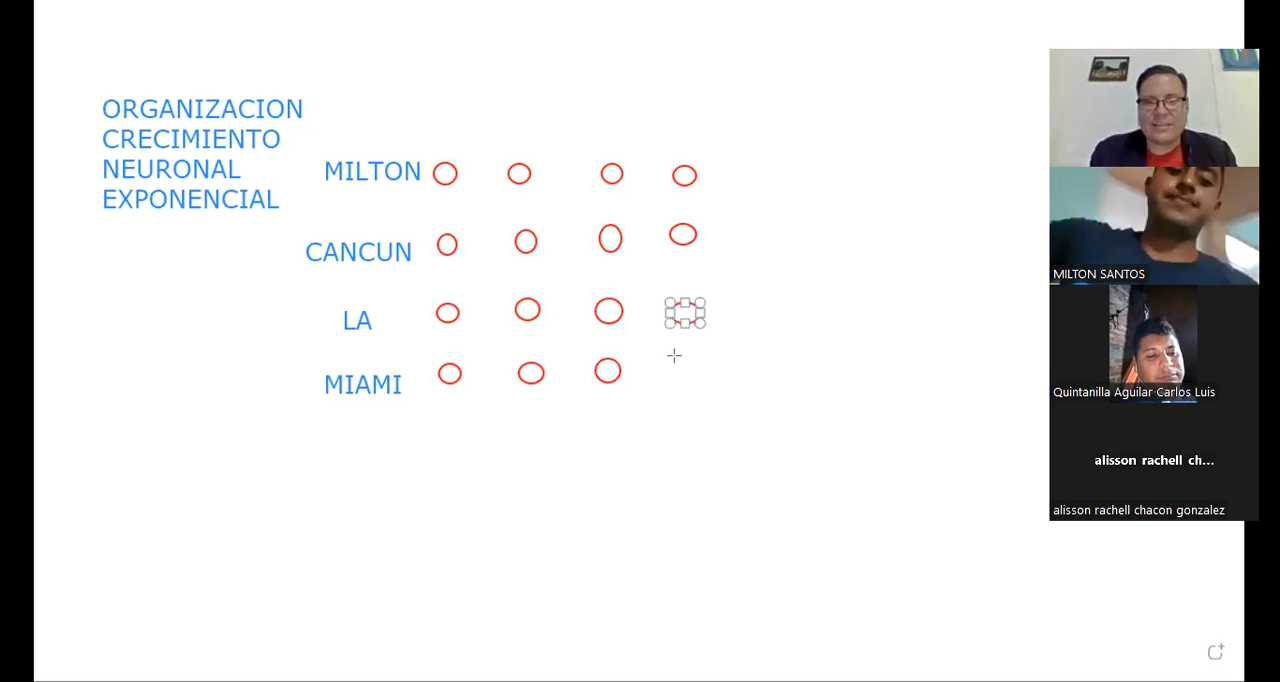 ORGANIZACION
CRECIMIENTO
NEURONAL
EXPONENCIAL
MILTON
CANCUN
LA
MIAMI
MILTON SANTOS
Quintanilla Aguilar Carlos Luis
alisson rachell ch...
alisson rachell chacon gonzalez